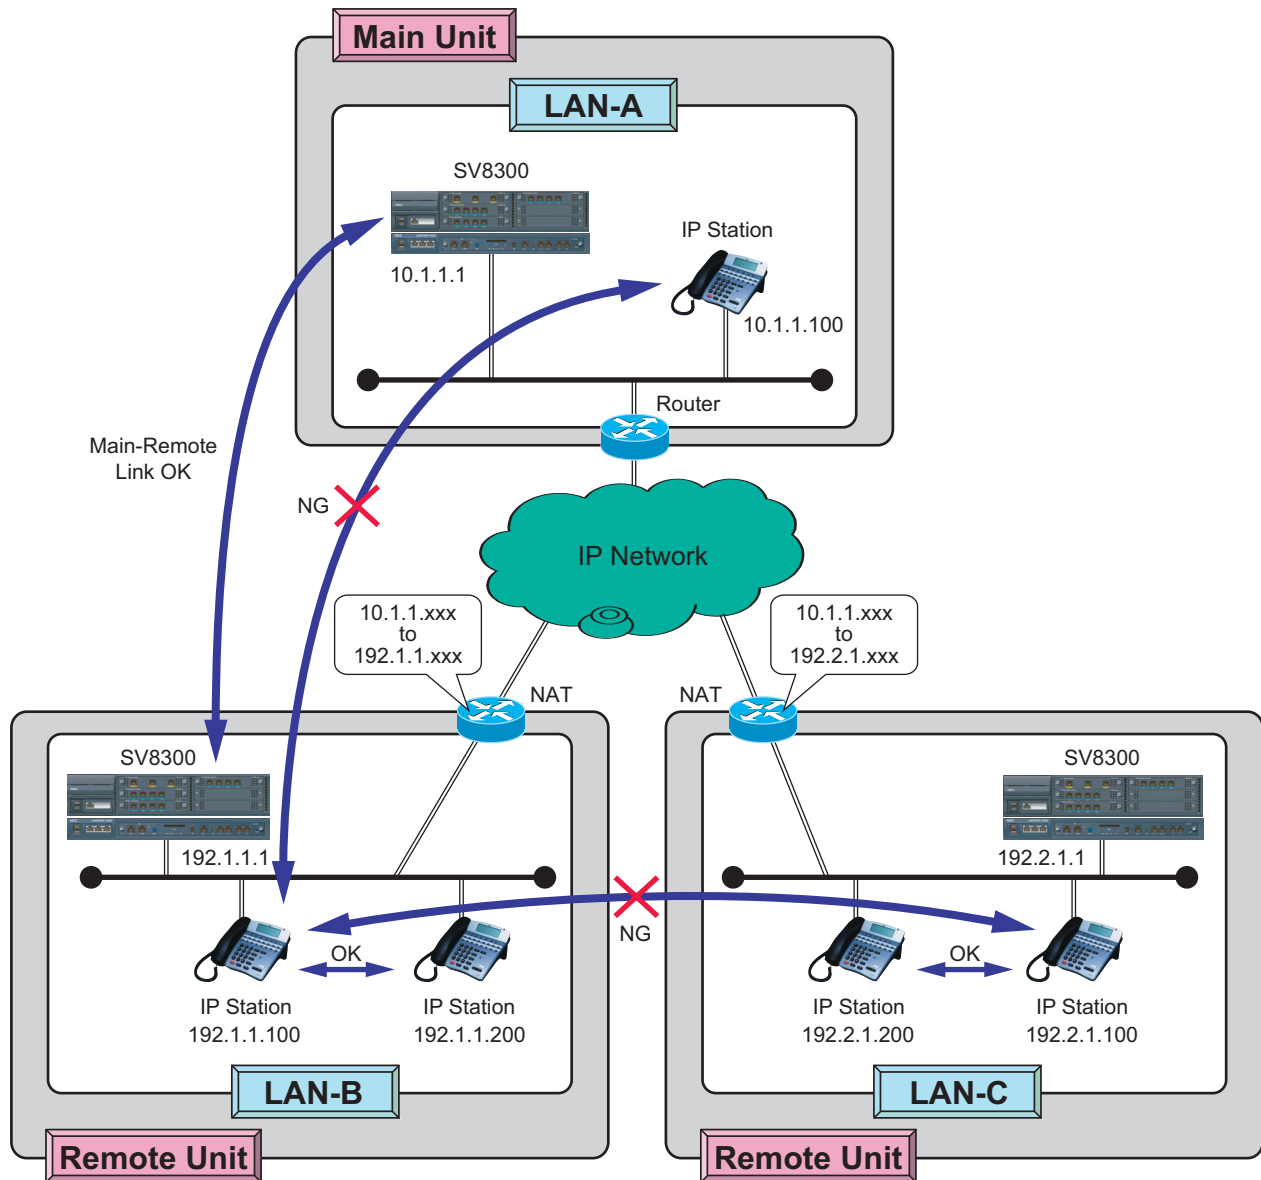 Main Unit
LAN-A
SV8300
10.1.1.1
IP Station
10.1.1.100
Router
Main-Remote
Link OK
NG
IP Network
10.1.1.xxx
to
192.1.1.xxx
NAT
10.1.1.xxx
to
192.2.1.xxx
NAT
SV8300
192.1.1.1
OK
IP Station
192.1.1.100
IP Station
192.1.1.200
LAN-B
Remote Unit
NG
SV8300
192.2.1.1
OK
IP Station
192.2.1.200
IP Station
192.2.1.100
LAN-C
Remote Unit